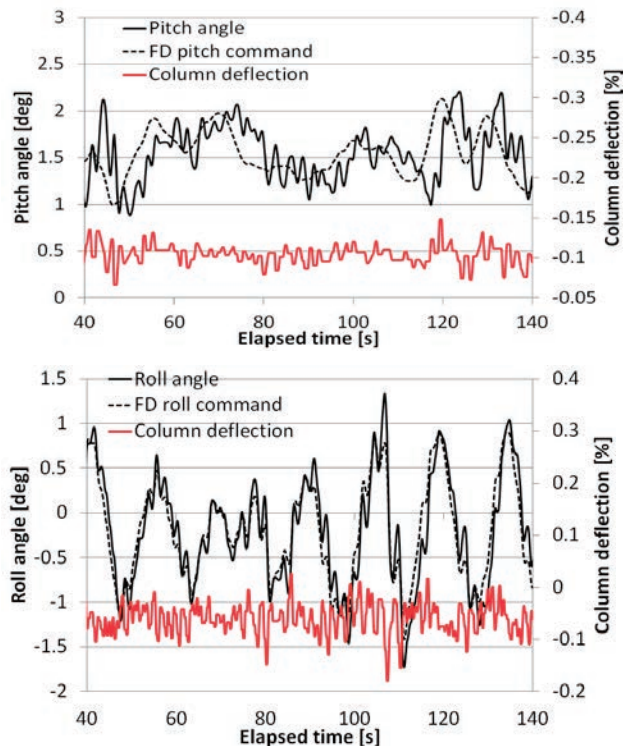 Pitch angle
FD pitch command
Column deflection
Pitch angle [deg]
3
2.5
2
1.5
1
0.5
0
-0.4
-0.35
-0.3
-0.25
-0.2
-0.15
-0.1
-0.05
Column deflection [%]
40 60 80 100 120 140
Elapsed time [s]
Roll angle
FD roll command
Column deflection
Roll angle [deg]
1.5
1
0.5
0
-0.5
-1
-1.5
-2
0.4
0.3
0.2
0.1
0
-0.1
-0.2
Column deflection [%]
40 60 80 100 120 140
Elapsed time [s]